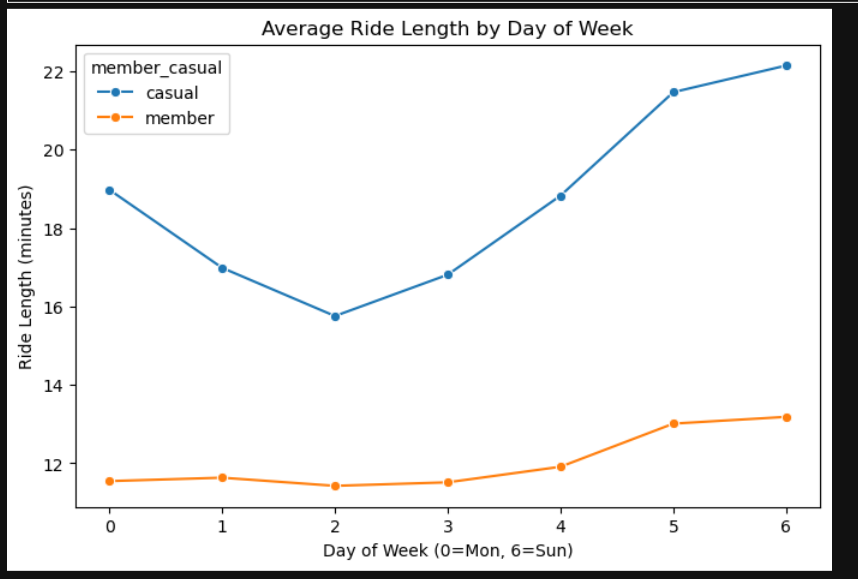 Average Ride Length by Day of Week
member_casual
casual
member
22
20
18
16
14
12
Ride Length (minutes)
0 1 2 3 4 5 6
Day of Week (0=Mon, 6=Sun)